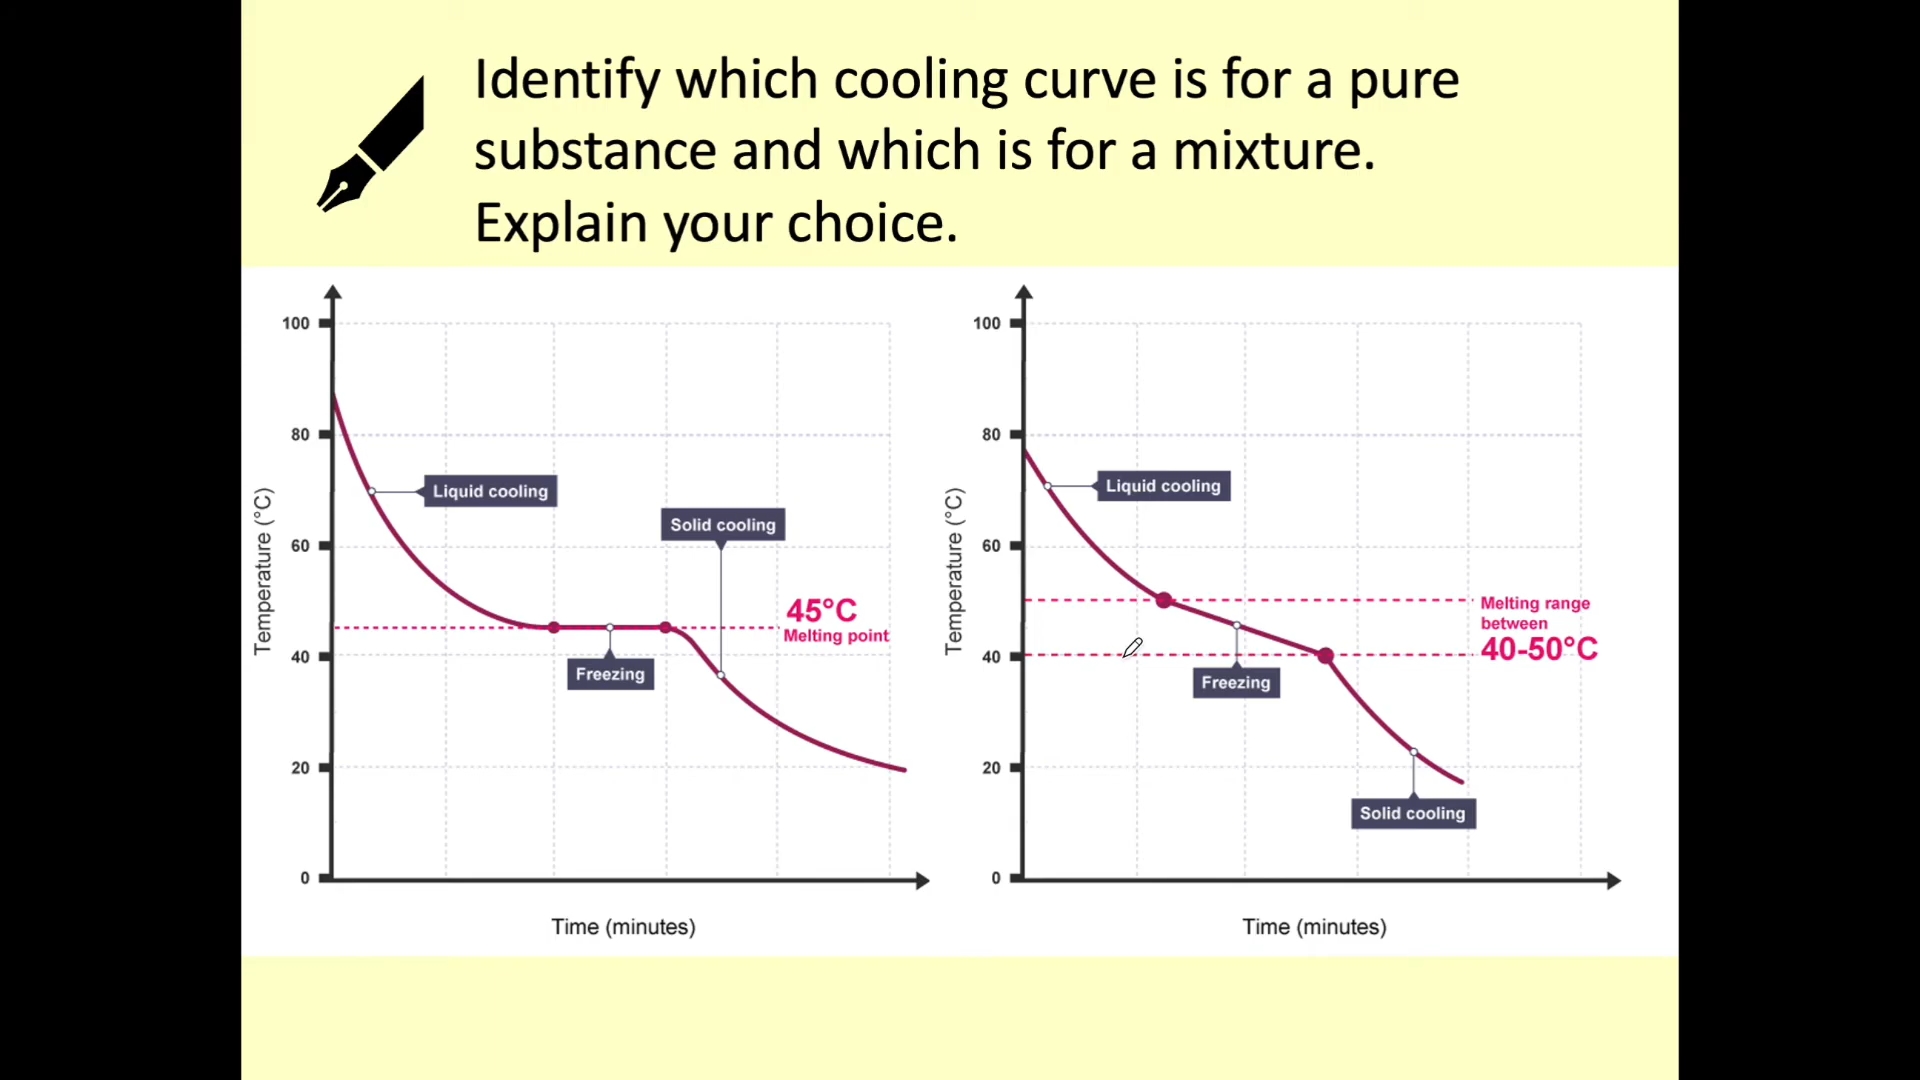 Identify which cooling curve is for a pure
substance and which is for a mixture.
Explain your choice.
100
80
60
40
20
0
Temperature (°C)
Liquid cooling
Solid cooling
Freezing
45°C
Melting point
Time (minutes)
100
80
60
40
20
0
Temperature (°C)
Liquid cooling
Freezing
Solid cooling
Melting range
between
40-50°C
Time (minutes)